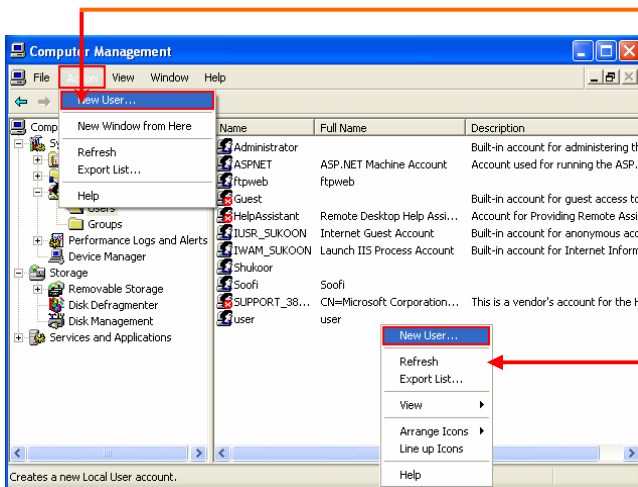 Computer Management
File Action View Window Help
New User...
New Window from Here
Refresh
Export List...
Help
Comp
Sy
Users
Groups
Performance Logs and Alerts
Device Manager
Storage
Removable Storage
Disk Defragmenter
Disk Management
Services and Applications
Name Full Name Description
Administrator Built-in account for administering th
ASPNET ASP.NET Machine Account Account used for running the ASP.
ftpweb ftpweb
Guest Built-in account for guest access to
HelpAssistant Remote Desktop Help Assi... Account for Providing Remote Assi
IUSR_SUKOON Internet Guest Account Built-in account for anonymous acc
IWAM_SUKOON Launch IIS Process Account Built-in account for Internet Inform
Shukoor
Soofi Soofi
SUPPORT_38... CN=Microsoft Corporation... This is a vendor's account for the H
user user
New User...
Refresh
Export List...
View
Arrange Icons
Line up Icons
Help
Creates a new Local User account.